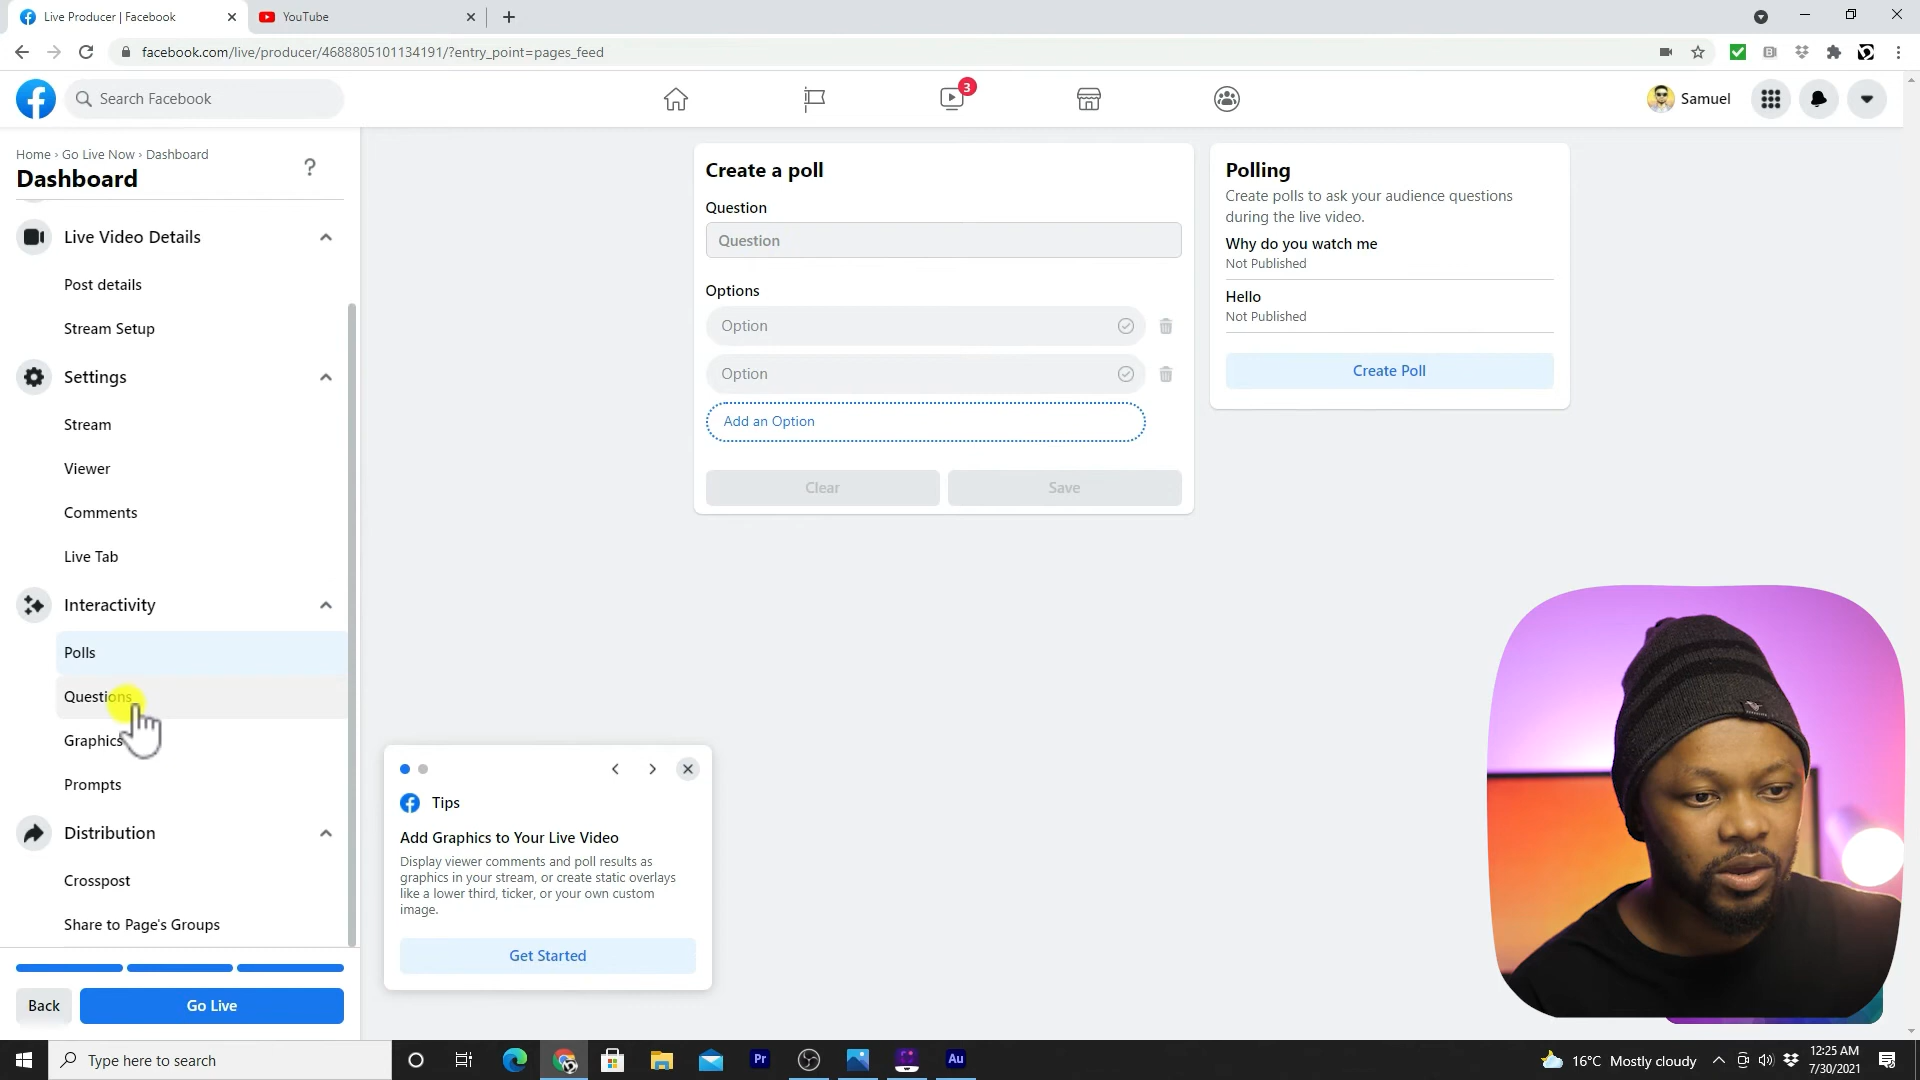 Live Producer | Facebook
YouTube
facebook.com/live/producer/4688805101134191/?entry_point=pages_feed
Search Facebook
3
Samuel
Home › Go Live Now › Dashboard
Dashboard
?
Live Video Details
Post details
Stream Setup
Settings
Stream
Viewer
Comments
Live Tab
Interactivity
Polls
Questions
Graphics
Prompts
Distribution
Crosspost
Share to Page's Groups
Back
Go Live
Create a poll
Question
Question
Options
Option
Option
Add an Option
Clear
Save
Polling
Create polls to ask your audience questions
during the live video.
Why do you watch me
Not Published
Hello
Not Published
Create Poll
Tips
Add Graphics to Your Live Video
Display viewer comments and poll results as
graphics in your stream, or create static overlays
like a lower third, ticker, or your own custom
image.
Get Started
Type here to search
Pr
Au
16°C Mostly cloudy
12:25 AM
7/30/2021